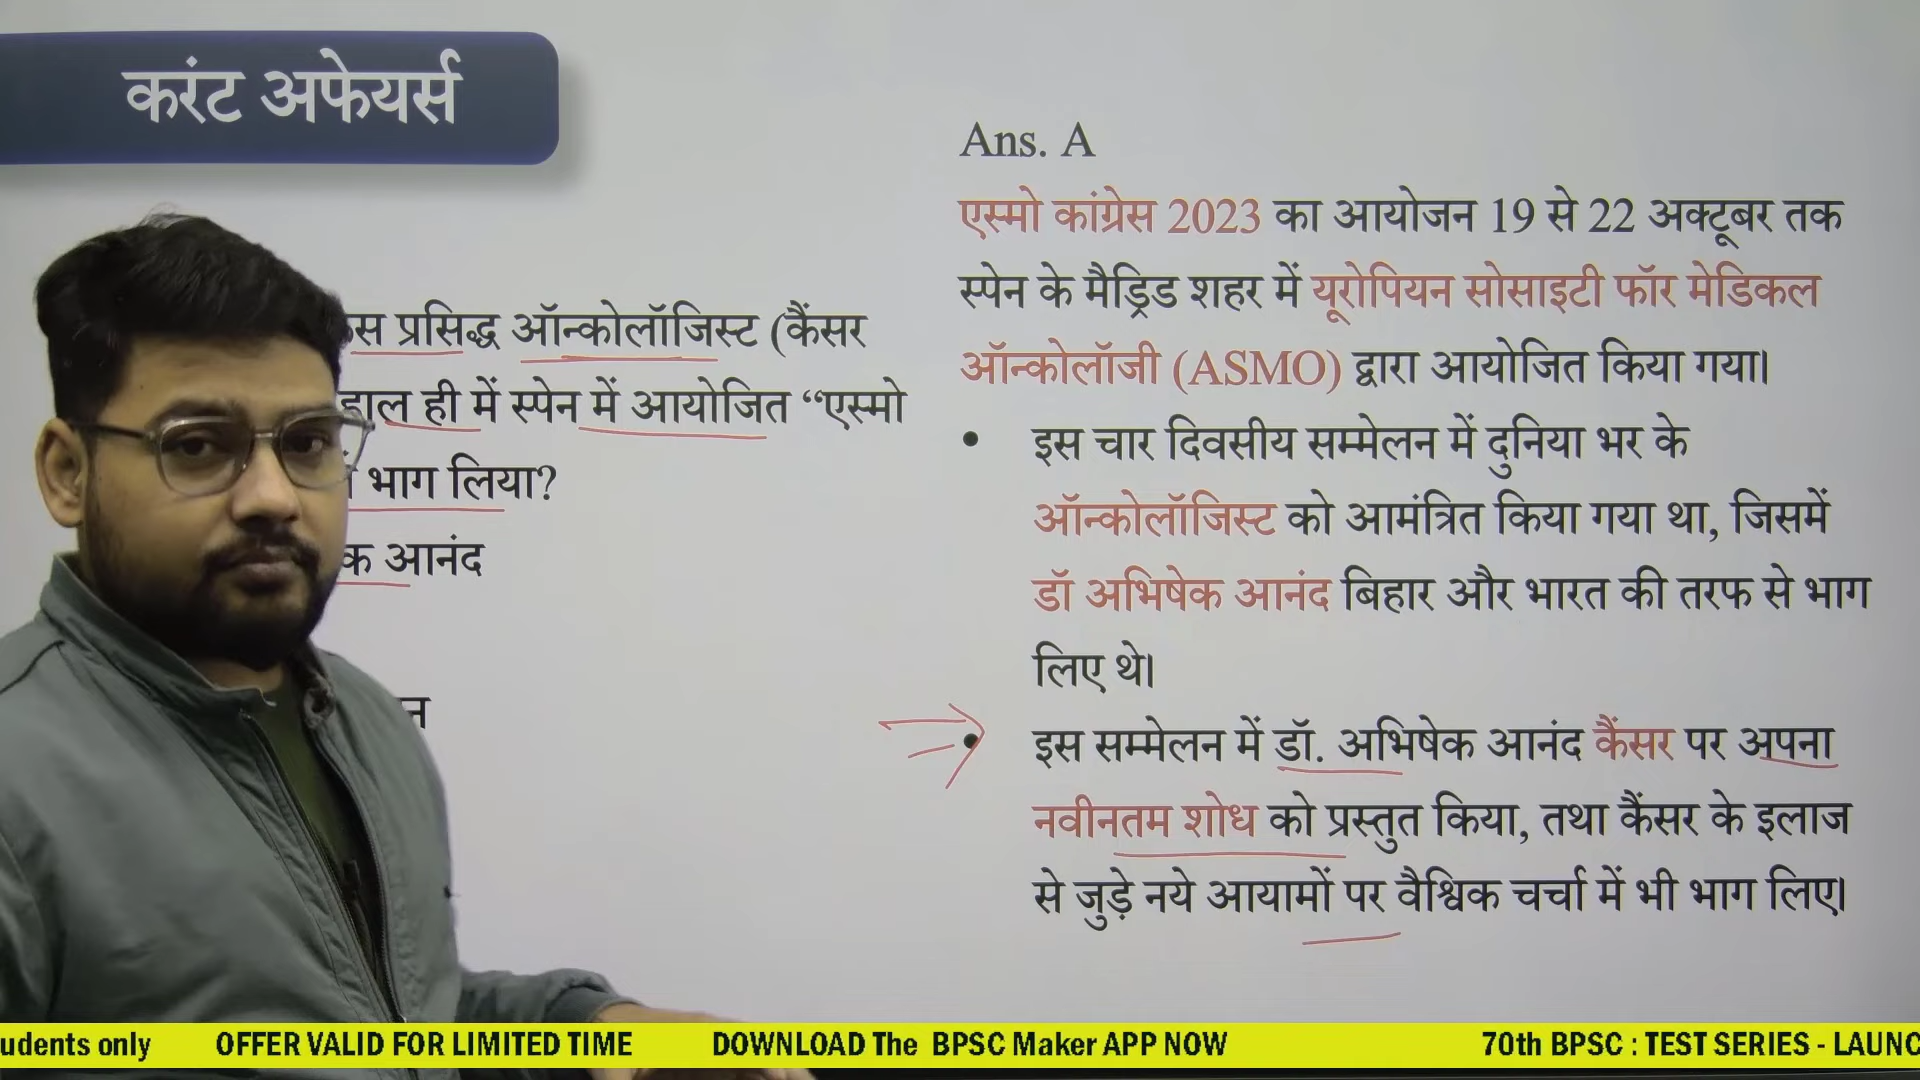 करंट अफेयर्स
प्रसिद्ध ऑन्कोलॉजिस्ट (कैंसर
हाल ही में स्पेन में आयोजित “एस्मो
भाग लिया?
आनंद
Ans. A
एस्मो कांग्रेस 2023 का आयोजन 19 से 22 अक्टूबर तक
स्पेन के मैड्रिड शहर में यूरोपियन सोसाइटी फॉर मेडिकल
ऑन्कोलॉजी (ASMO) द्वारा आयोजित किया गया।
• इस चार दिवसीय सम्मेलन में दुनिया भर के
ऑन्कोलॉजिस्ट को आमंत्रित किया गया था, जिसमें
डॉ अभिषेक आनंद बिहार और भारत की तरफ से भाग
लिए थे।
• इस सम्मेलन में डॉ. अभिषेक आनंद कैंसर पर अपना
नवीनतम शोध को प्रस्तुत किया, तथा कैंसर के इलाज
से जुड़े नये आयामों पर वैश्विक चर्चा में भी भाग लिए।
udents only OFFER VALID FOR LIMITED TIME DOWNLOAD The BPSC Maker APP NOW 70th BPSC : TEST SERIES - LAUNC